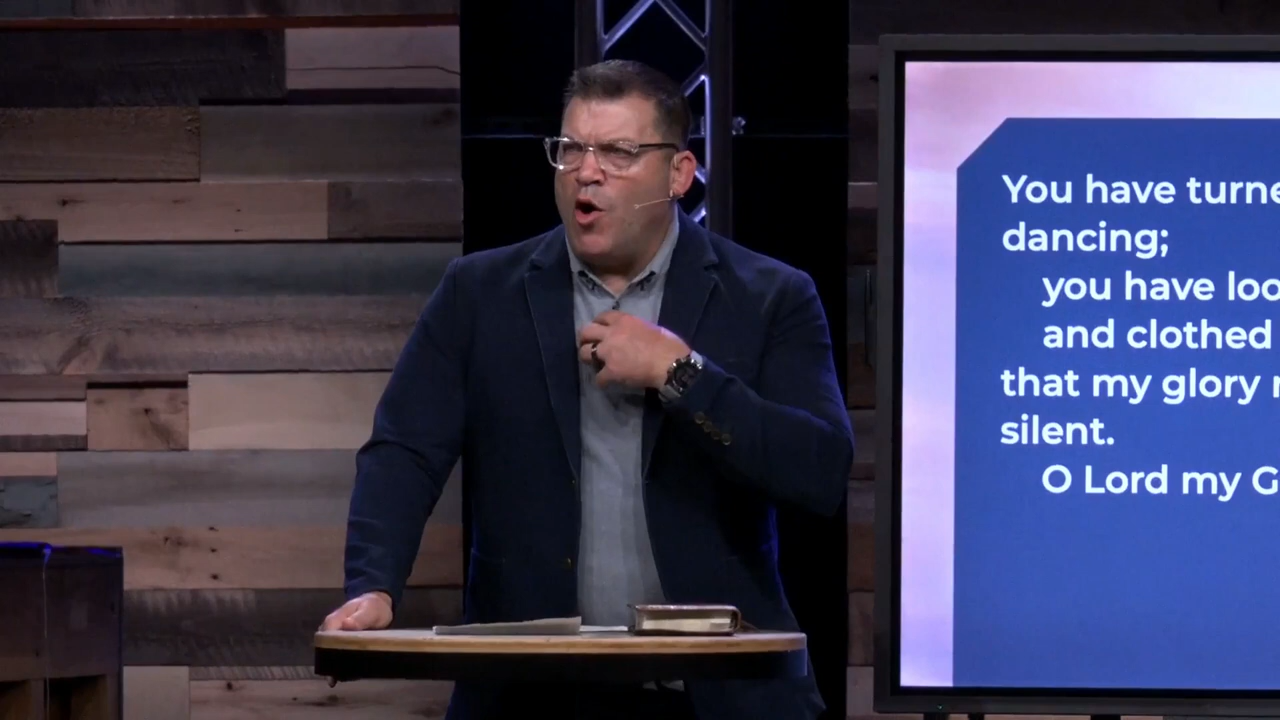 You have turne
dancing;
you have loo
and clothed
that my glory
silent.
O Lord my G